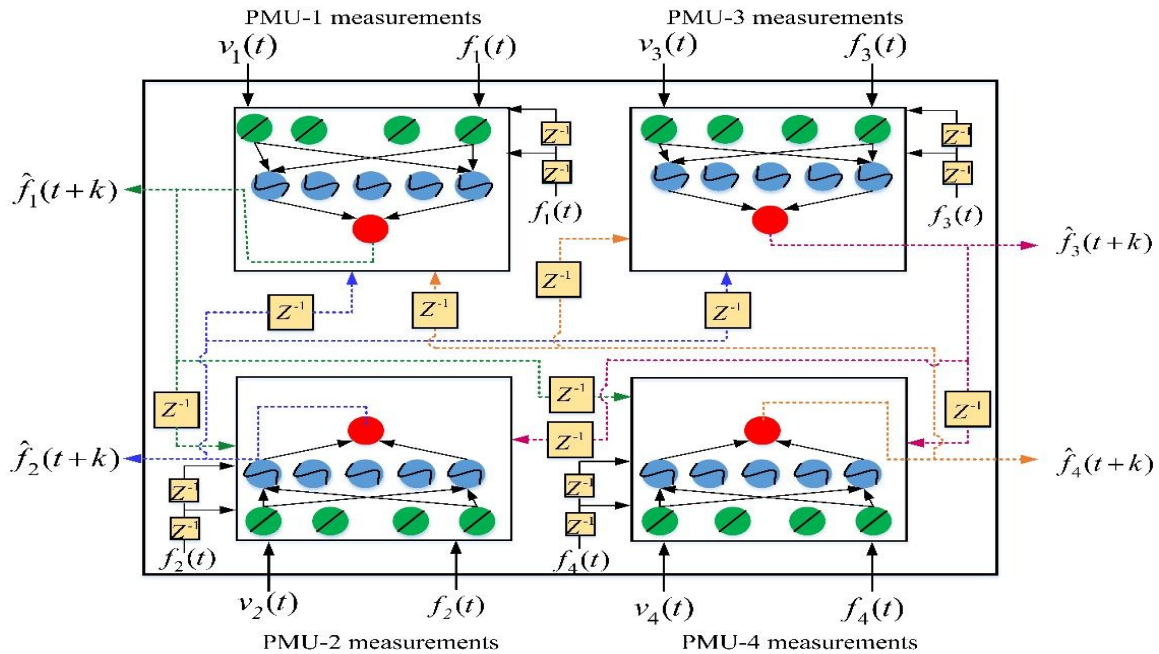 PMU-1 measurements
PMU-3 measurements
v₁(t)
f₁(t)
v₃(t)
f₃(t)
Z⁻¹
Z⁻¹
Z⁻¹
Z⁻¹
f̂₁(t+k)
f₁(t)
f₃(t)
f̂₃(t+k)
Z⁻¹
Z⁻¹
Z⁻¹
Z⁻¹
Z⁻¹
Z⁻¹
Z⁻¹
Z⁻¹
f̂₂(t+k)
f̂₄(t+k)
Z⁻¹
Z⁻¹
Z⁻¹
Z⁻¹
f₂(t)
f₄(t)
v₂(t)
f₂(t)
v₄(t)
f₄(t)
PMU-2 measurements
PMU-4 measurements